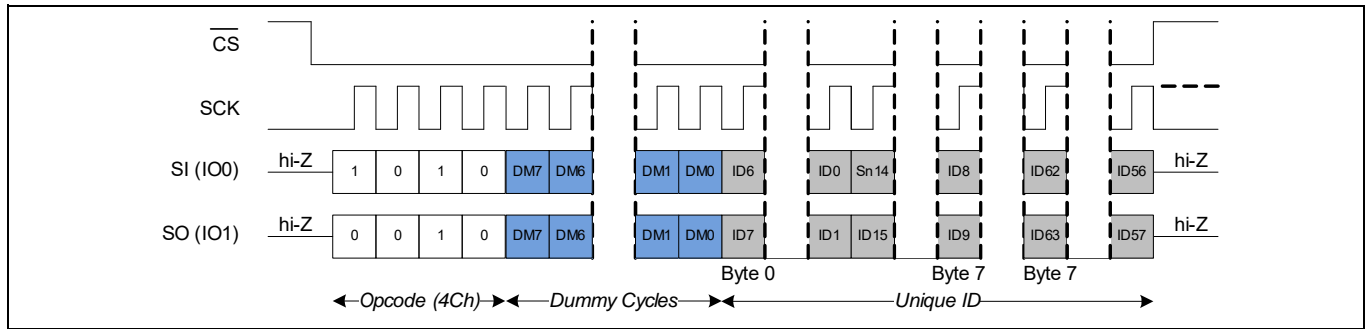 CS
SCK
SI (IO0) hi-Z 1 0 1 0 DM7 DM6 DM1 DM0 ID6 ID0 Sn14 ID8 ID62 ID56 hi-Z
SO (IO1) hi-Z 0 0 1 0 DM7 DM6 DM1 DM0 ID7 ID1 ID15 ID9 ID63 ID57 hi-Z
Byte 0 Byte 7 Byte 7
Opcode (4Ch) Dummy Cycles Unique ID